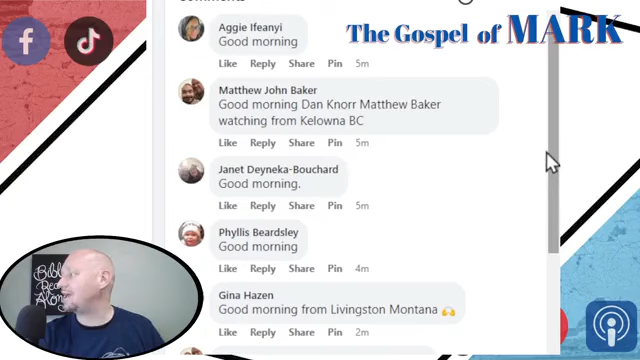 The Gospel of MARK
Aggie Ifeanyi
Good morning
Like Reply Share Pin 5m
Matthew John Baker
Good morning Dan Knorr Matthew Baker
watching from Kelowna BC
Like Reply Share Pin 5m
Janet Deyneka-Bouchard
Good morning.
Like Reply Share Pin 5m
Phyllis Beardsley
Good morning
Like Reply Share Pin 4m
Gina Hazen
Good morning from Livingston Montana 🙌
Like Reply Share Pin 2m
Bible
Read
Along